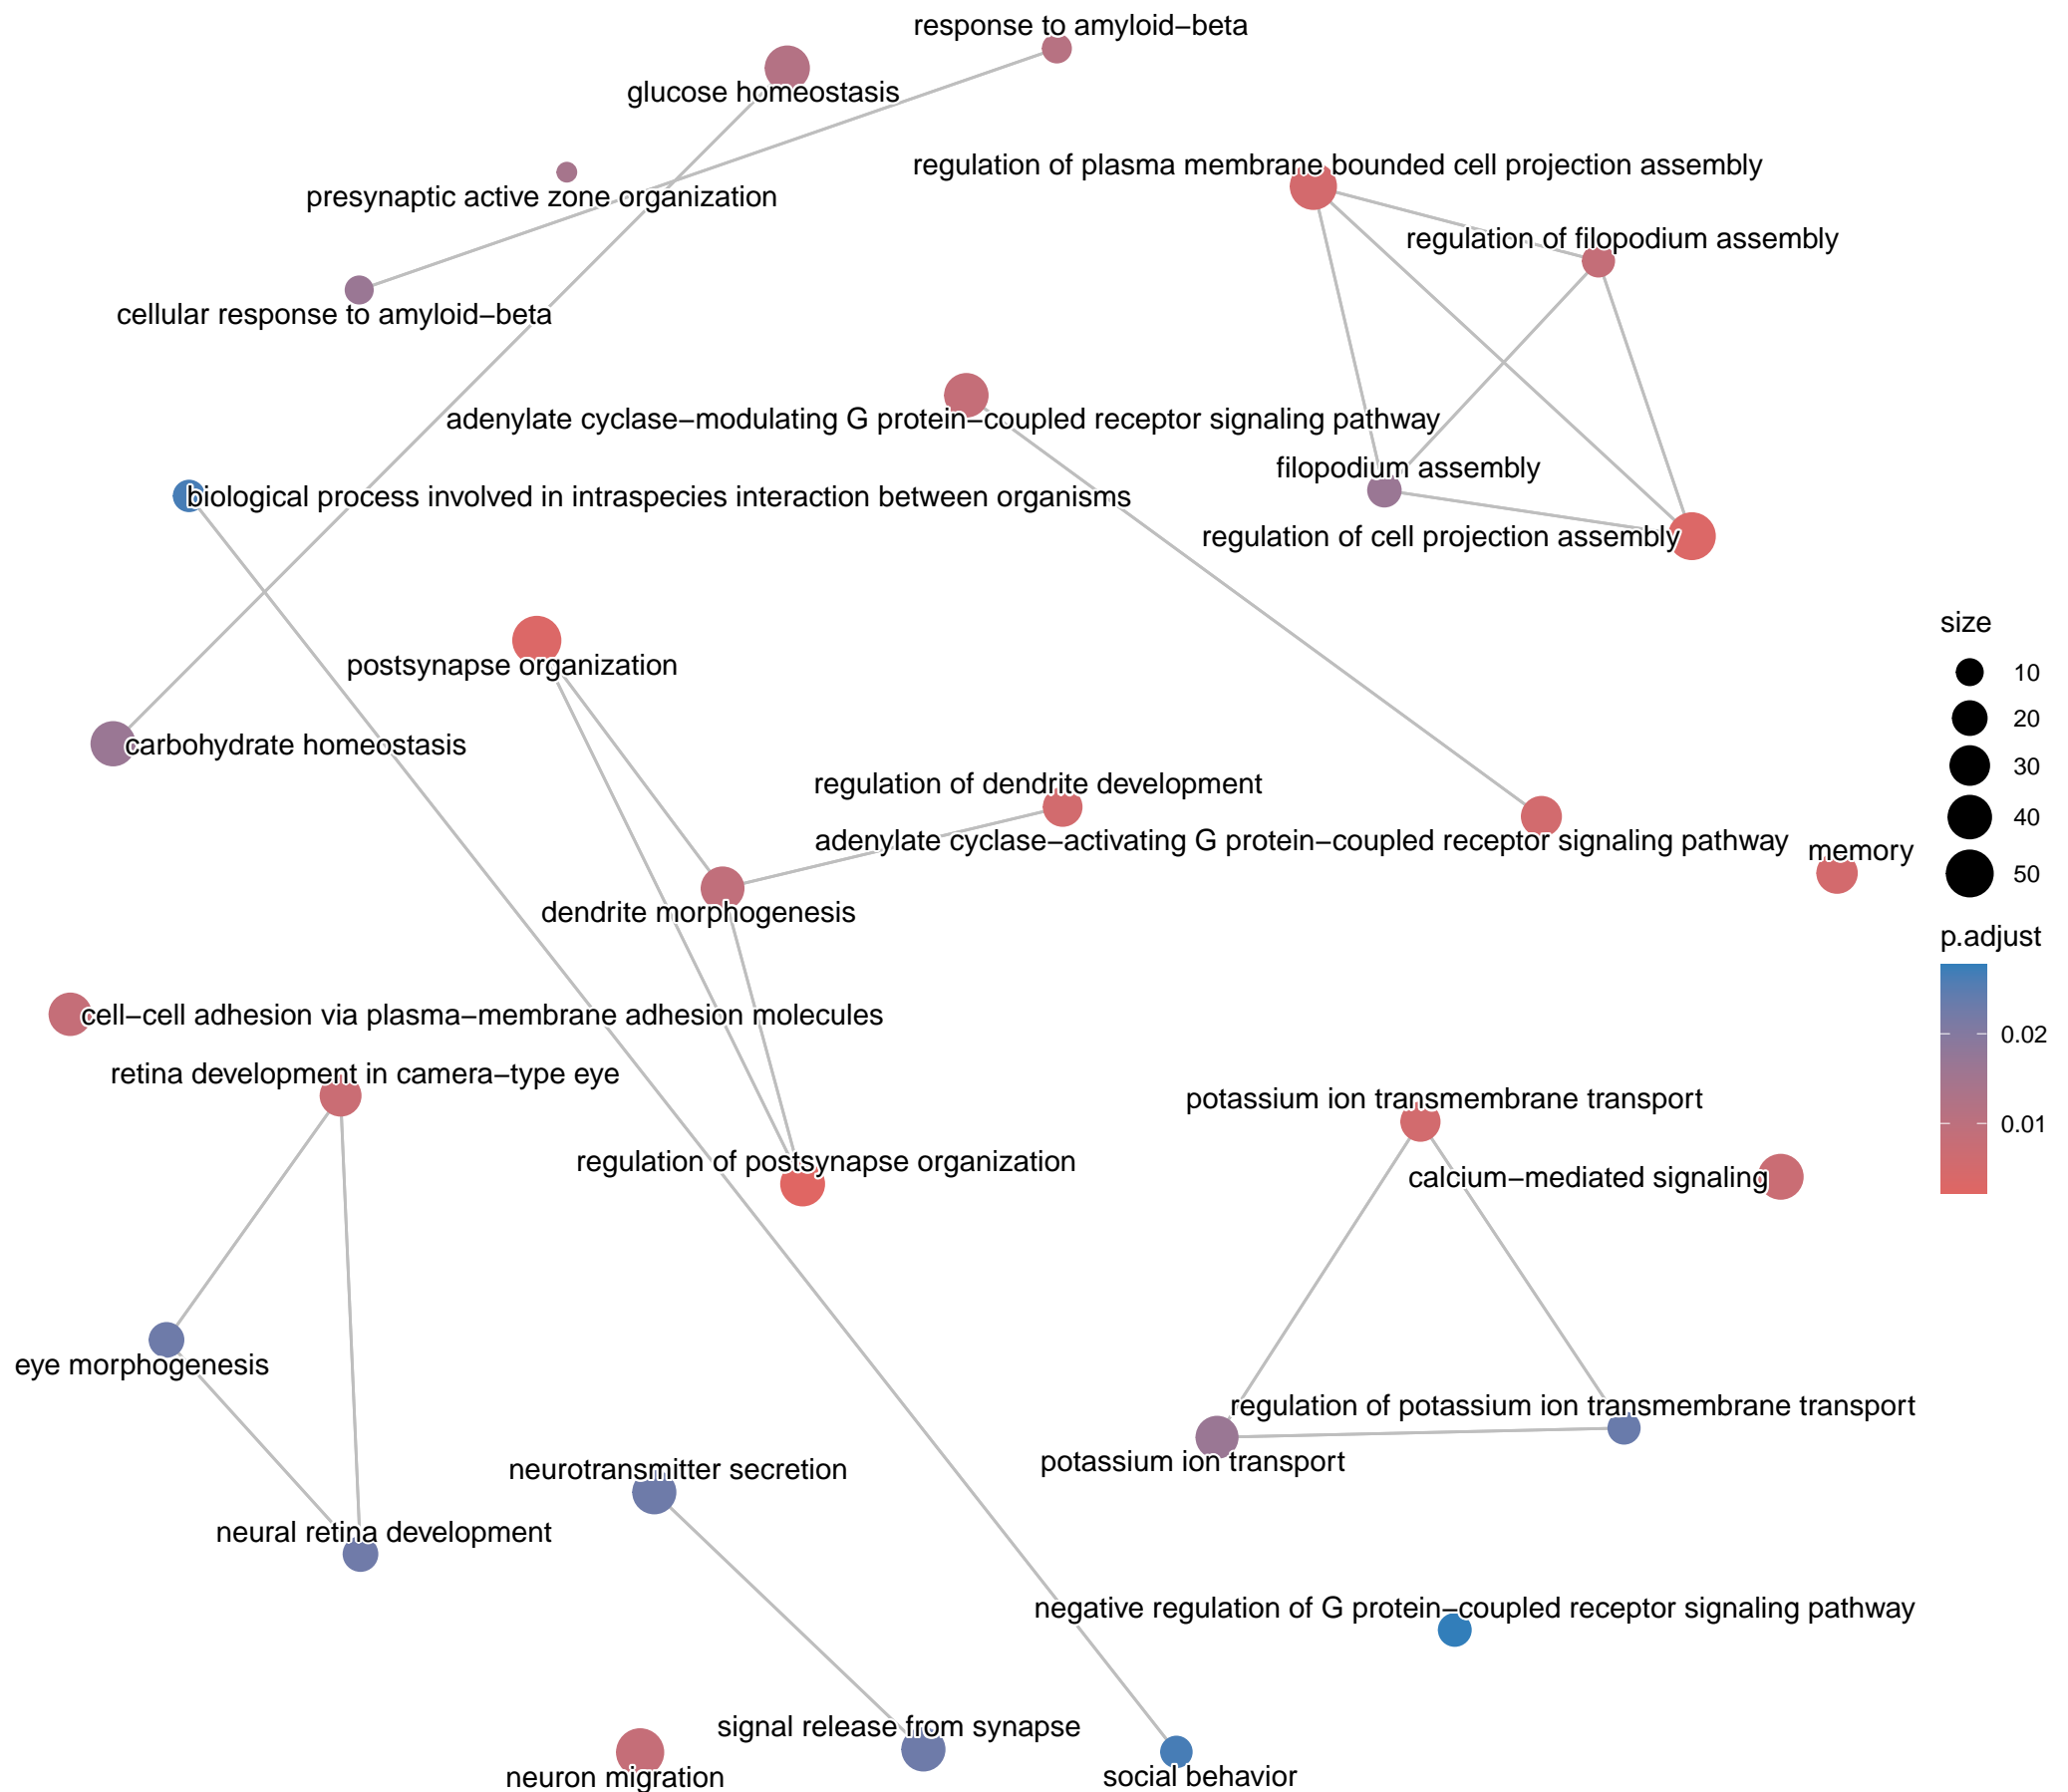 response to amyloid−beta
glucose homeostasis
regulation of plasma membrane bounded cell projection assembly
presynaptic active zone organization
regulation of filopodium assembly
cellular response to amyloid−beta
adenylate cyclase−modulating G protein−coupled receptor signaling pathway
filopodium assembly
biological process involved in intraspecies interaction between organisms
regulation of cell projection assembly
size
10
20
30
40
50
postsynapse organization
carbohydrate homeostasis
regulation of dendrite development
adenylate cyclase−activating G protein−coupled receptor signaling pathway
memory
dendrite morphogenesis
p.adjust
0.02
0.01
cell−cell adhesion via plasma−membrane adhesion molecules
retina development in camera−type eye
potassium ion transmembrane transport
regulation of postsynapse organization
calcium−mediated signaling
eye morphogenesis
regulation of potassium ion transmembrane transport
potassium ion transport
neurotransmitter secretion
neural retina development
negative regulation of G protein−coupled receptor signaling pathway
signal release from synapse
neuron migration
social behavior